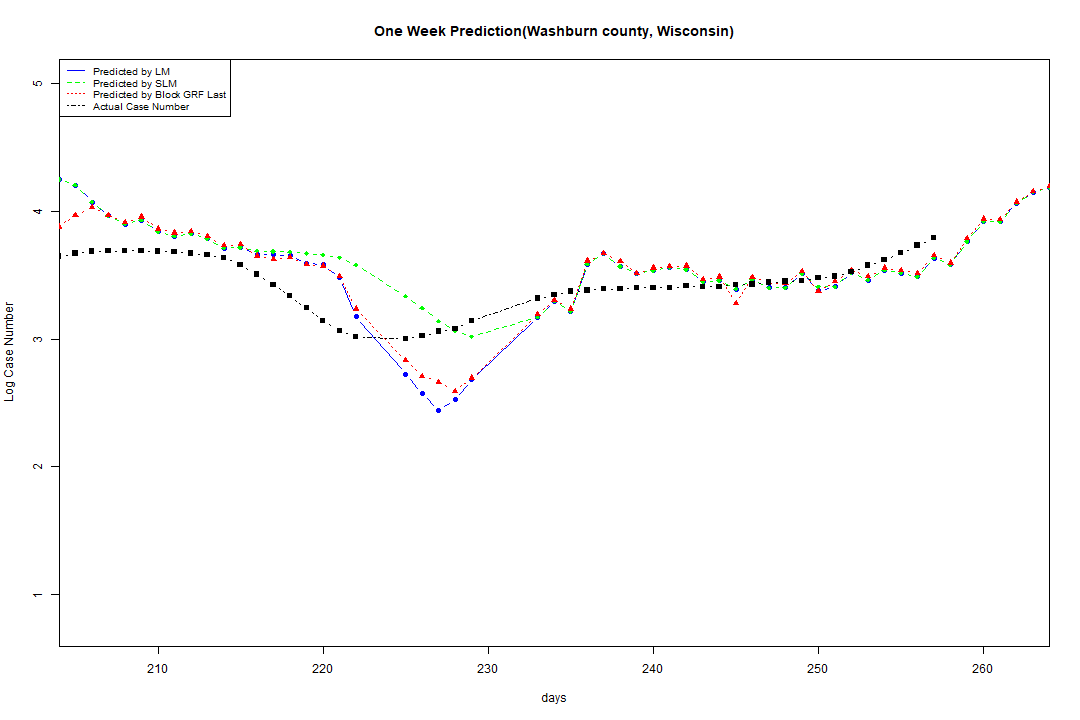 One Week Prediction(Washburn county, Wisconsin)
Predicted by LM
Predicted by SLM
Predicted by Block GRF Last
Actual Case Number
5
4
3
2
1
Log Case Number
210 220 230 240 250 260
days